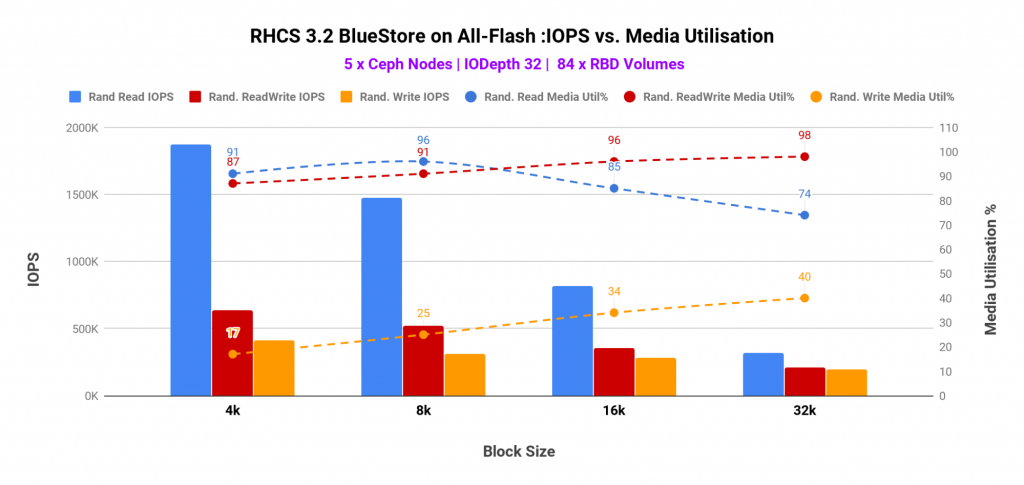 RHCS 3.2 BlueStore on All-Flash :IOPS vs. Media Utilisation
5 x Ceph Nodes | IODepth 32 | 84 x RBD Volumes
Rand Read IOPS Rand. ReadWrite IOPS Rand. Write IOPS Rand. Read Media Util% Rand. ReadWrite Media Util% Rand. Write Media Util%
2000K
1500K
1000K
500K
0K
IOPS
91
87
17
96
91
25
96
85
34
98
74
40
110
100
90
80
70
60
50
40
30
20
10
0
Media Utilisation %
4k 8k 16k 32k
Block Size